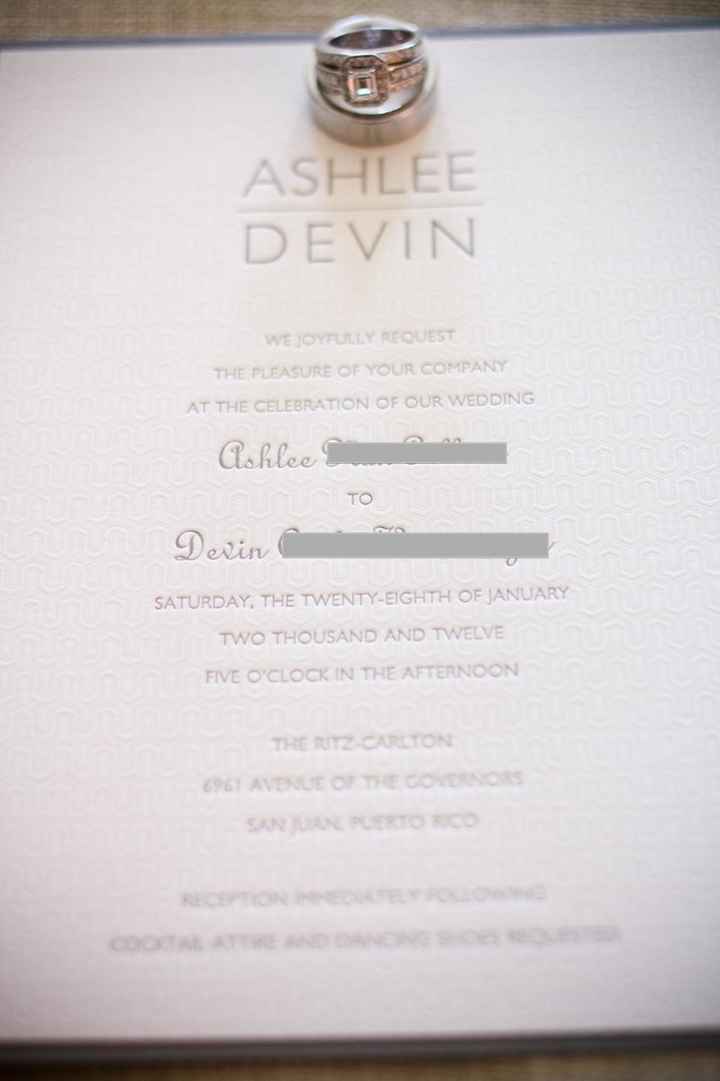 ASHLEE
DEVIN
WE JOYFULLY REQUEST
THE PLEASURE OF YOUR COMPANY
AT THE CELEBRATION OF OUR WEDDING
Ashlee
TO
Devin
SATURDAY, THE TWENTY-EIGHTH OF JANUARY
TWO THOUSAND AND TWELVE
FIVE O'CLOCK IN THE AFTERNOON
THE RITZ-CARLTON
6961 AVENUE OF THE GOVERNORS
SAN JUAN, PUERTO RICO
RECEPTION IMMEDIATELY FOLLOWING
COCKTAIL ATTIRE AND DANCING SHOES REQUESTED